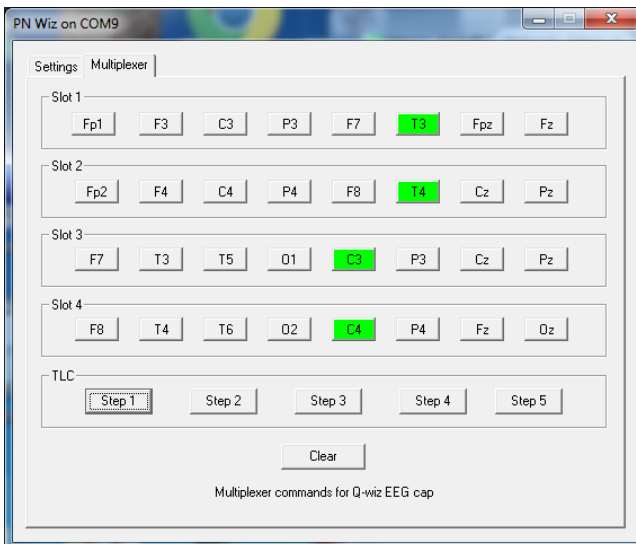 PN Wiz on COM9
Settings Multiplexer
Slot 1
Fp1 F3 C3 P3 F7 T3 Fpz Fz
Slot 2
Fp2 F4 C4 P4 F8 T4 Cz Pz
Slot 3
F7 T3 T5 O1 C3 P3 Cz Pz
Slot 4
F8 T4 T6 O2 C4 P4 Fz Oz
TLC
Step 1 Step 2 Step 3 Step 4 Step 5
Clear
Multiplexer commands for Q-wiz EEG cap